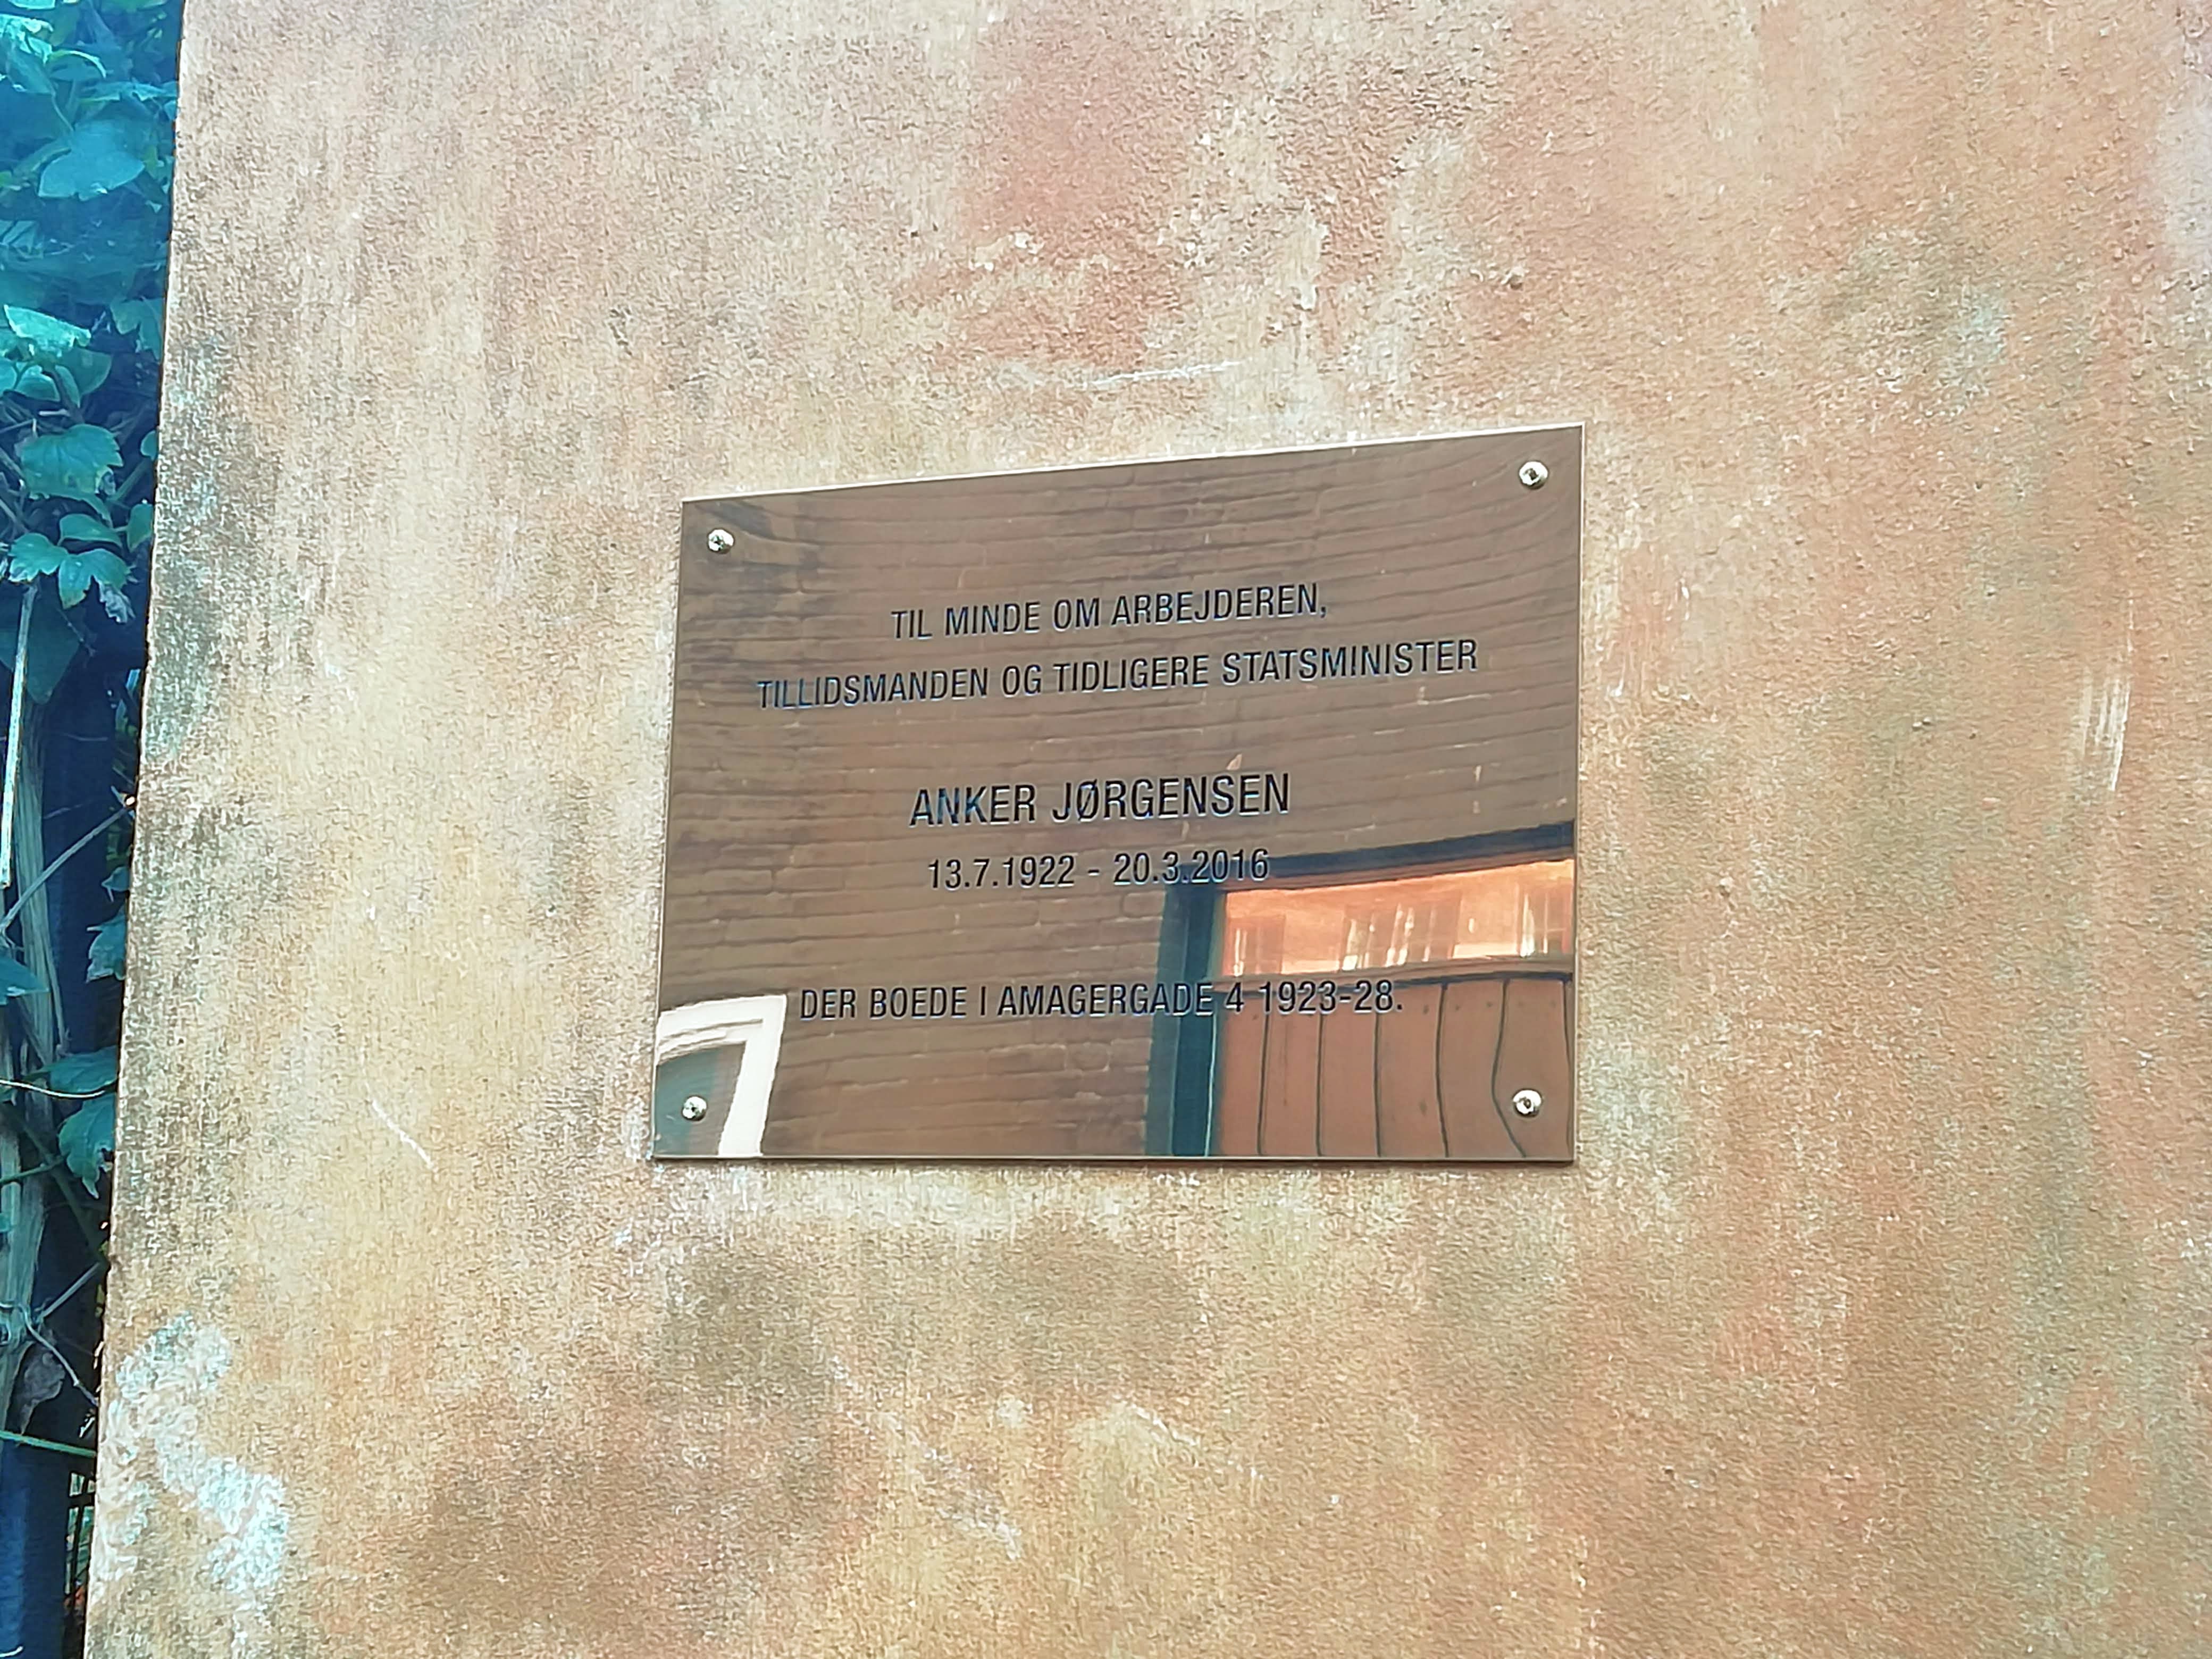 TIL MINDE OM ARBEJDEREN,
TILLIDSMANDEN OG TIDLIGERE STATSMINISTER
ANKER JØRGENSEN
13.7.1922 - 20.3.2016
DER BOEDE I AMAGERGADE 4 1923-28.